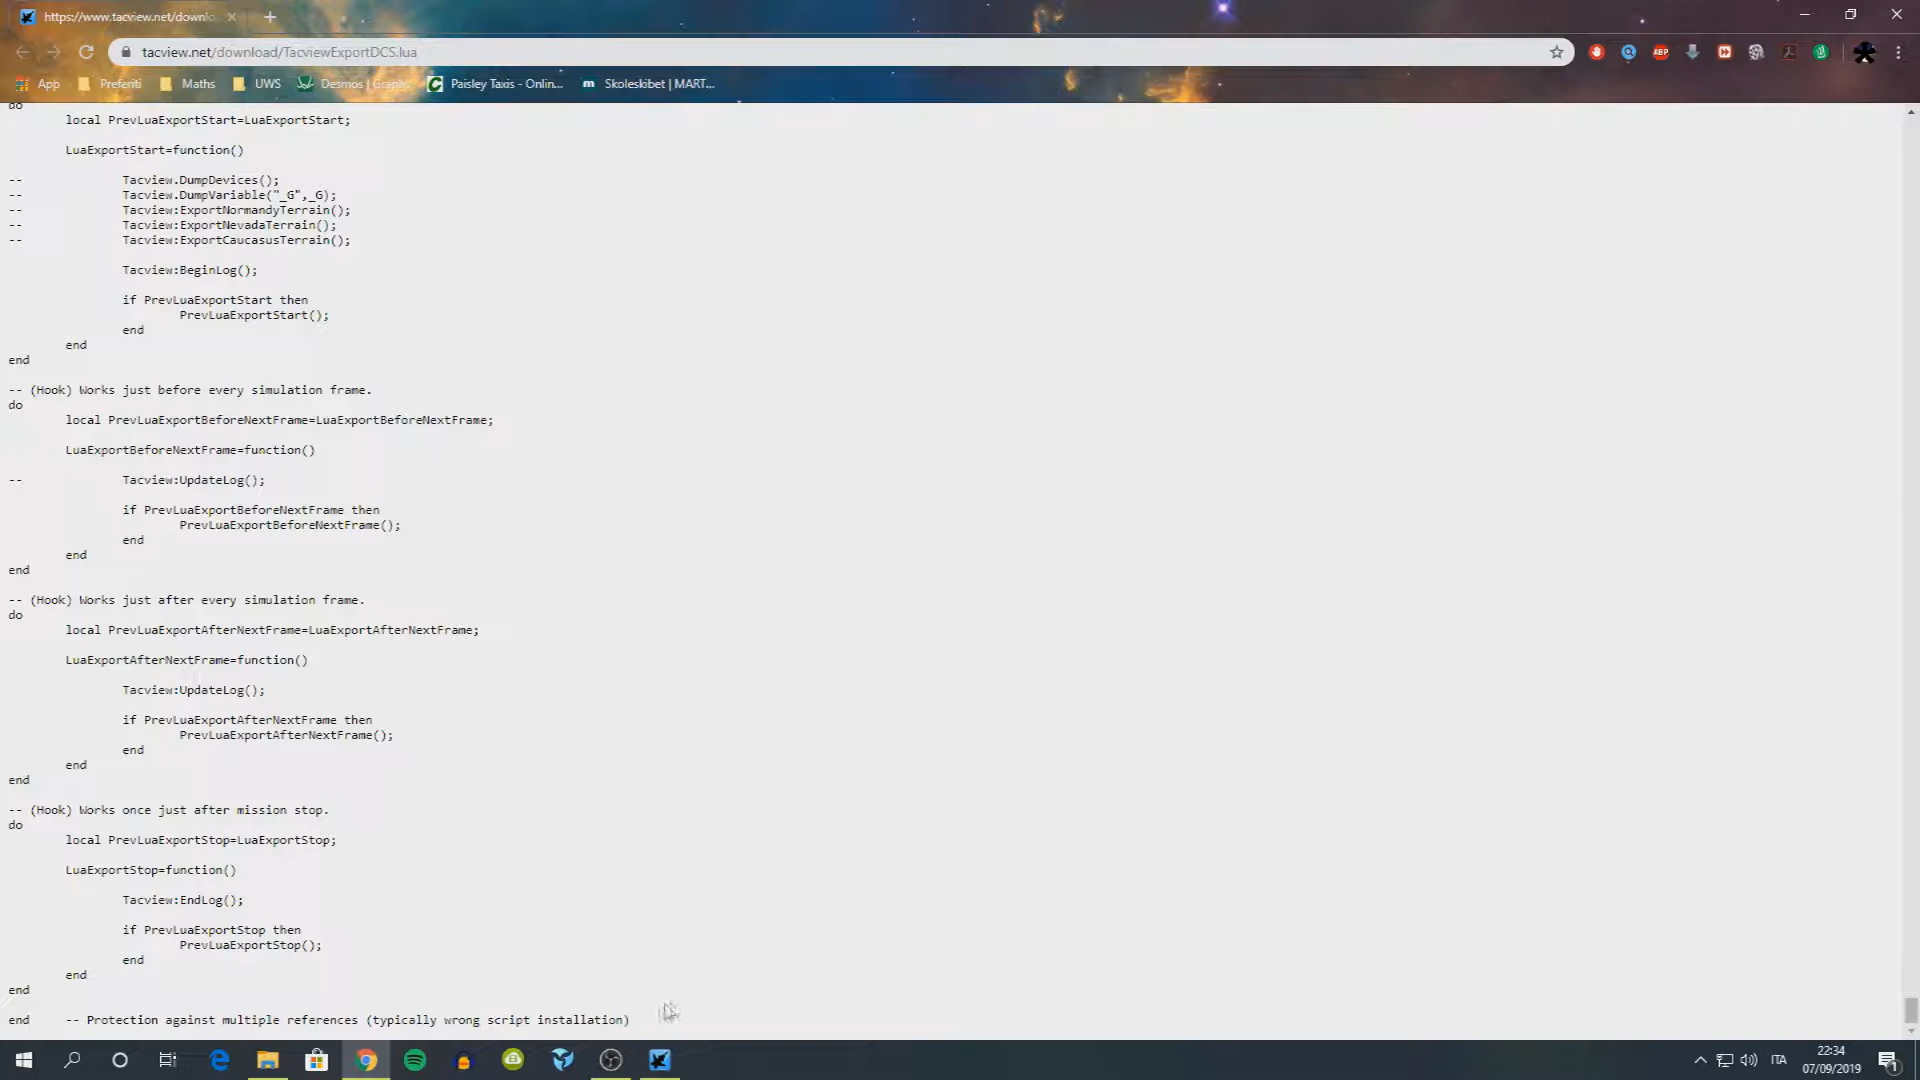 https://www.tacview.net/downlo
tacview.net/download/TacviewExportDCS.lua
App Preferiti Maths UWS Desmos | Graphi Paisley Taxis - Onlin... Skoleskibet | MART...
do
local PrevLuaExportStart=LuaExportStart;
LuaExportStart=function()
-- Tacview.DumpDevices();
-- Tacview.DumpVariable("_G",_G);
-- Tacview:ExportNormandyTerrain();
-- Tacview:ExportNevadaTerrain();
-- Tacview:ExportCaucasusTerrain();
Tacview:BeginLog();
if PrevLuaExportStart then
PrevLuaExportStart();
end
end
end
-- (Hook) Works just before every simulation frame.
do
local PrevLuaExportBeforeNextFrame=LuaExportBeforeNextFrame;
LuaExportBeforeNextFrame=function()
-- Tacview:UpdateLog();
if PrevLuaExportBeforeNextFrame then
PrevLuaExportBeforeNextFrame();
end
end
end
-- (Hook) Works just after every simulation frame.
do
local PrevLuaExportAfterNextFrame=LuaExportAfterNextFrame;
LuaExportAfterNextFrame=function()
Tacview:UpdateLog();
if PrevLuaExportAfterNextFrame then
PrevLuaExportAfterNextFrame();
end
end
end
-- (Hook) Works once just after mission stop.
do
local PrevLuaExportStop=LuaExportStop;
LuaExportStop=function()
Tacview:EndLog();
if PrevLuaExportStop then
PrevLuaExportStop();
end
end
end
end -- Protection against multiple references (typically wrong script installation)
ITA
22:34
07/09/2019
1